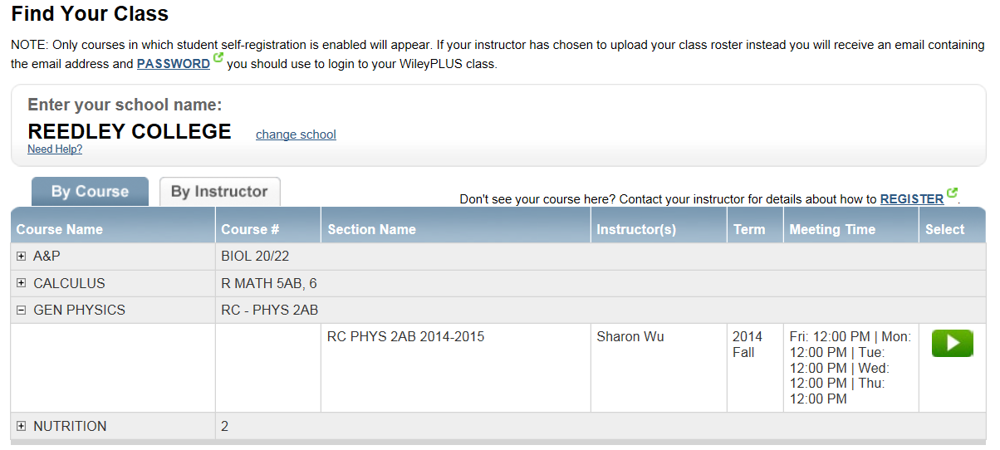 Find Your Class
NOTE: Only courses in which student self-registration is enabled will appear. If your instructor has chosen to upload your class roster instead you will receive an email containing
the email address and PASSWORD you should use to login to your WileyPLUS class.
Enter your school name:
REEDLEY COLLEGE change school
Need Help?
By Course By Instructor
Don't see your course here? Contact your instructor for details about how to REGISTER.
Course Name Course # Section Name Instructor(s) Term Meeting Time Select
A&P BIOL 20/22
CALCULUS R MATH 5AB, 6
GEN PHYSICS RC - PHYS 2AB
RC PHYS 2AB 2014-2015 Sharon Wu 2014 Fri: 12:00 PM | Mon:
Fall 12:00 PM | Tue:
12:00 PM | Wed:
12:00 PM | Thu:
12:00 PM
NUTRITION 2